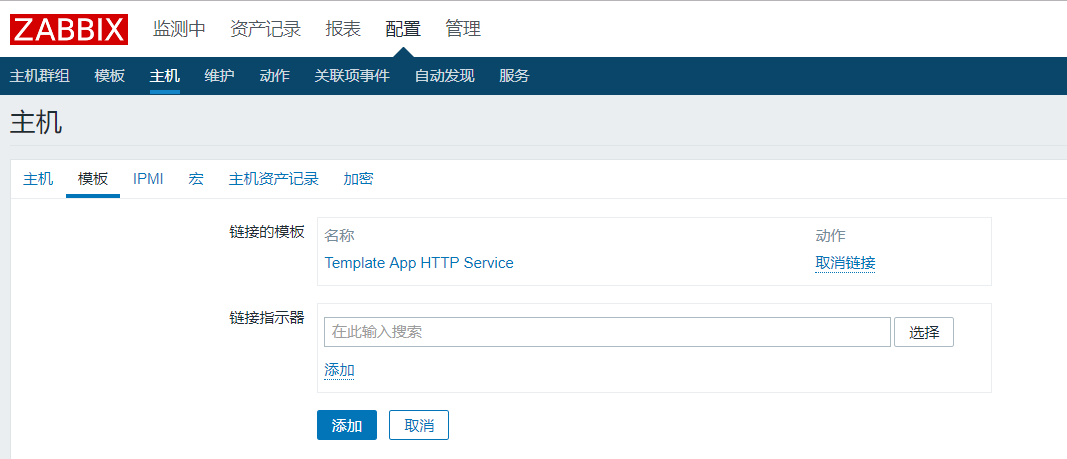 ZABBIX 监测中 资产记录 报表 配置 管理
主机群组 模板 主机 维护 动作 关联项事件 自动发现 服务
主机
主机 模板 IPMI 宏 主机资产记录 加密
链接的模板 名称 动作
Template App HTTP Service 取消链接
链接指示器 在此输入搜索 选择
添加
添加 取消